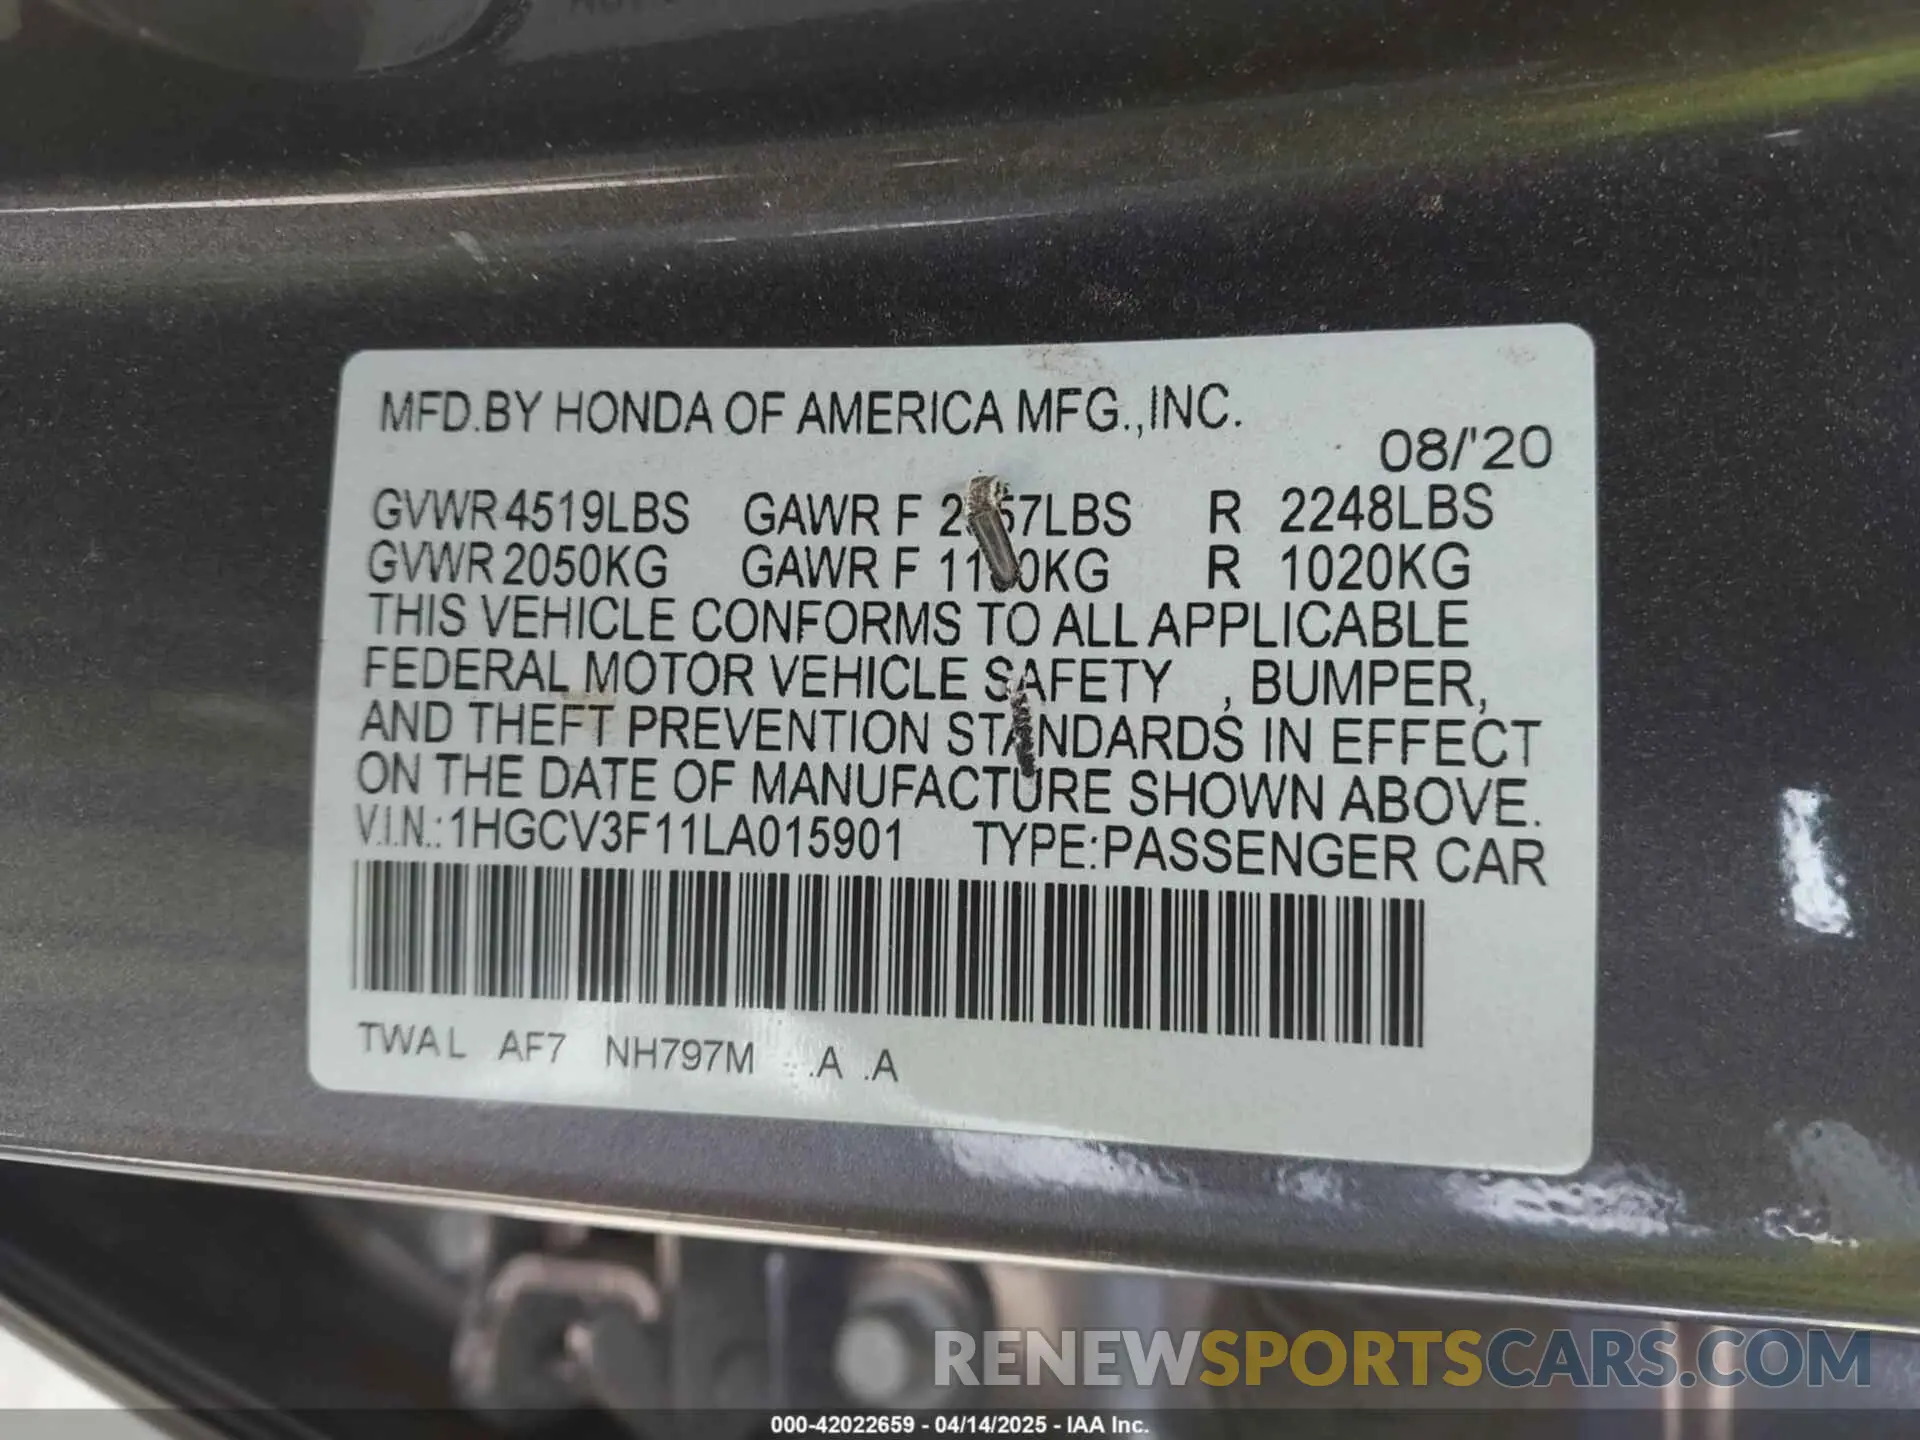 MFD.BY HONDA OF AMERICA MFG.,INC.
08/'20
GVWR 4519LBS GAWR F R 2248LBS
GVWR 2050KG GAWR F R 1020KG
THIS VEHICLE CONFORMS TO ALL APPLICABLE
FEDERAL MOTOR VEHICLE SAFETY , BUMPER,
AND THEFT PREVENTION STANDARDS IN EFFECT
ON THE DATE OF MANUFACTURE SHOWN ABOVE.
V.I.N.:1HGCV3F11LA015901 TYPE:PASSENGER CAR
TWAL AF7 NH797M .A .A
RENEWSPORTSCARS.COM
000-42022659 - 04/14/2025 - IAA Inc.